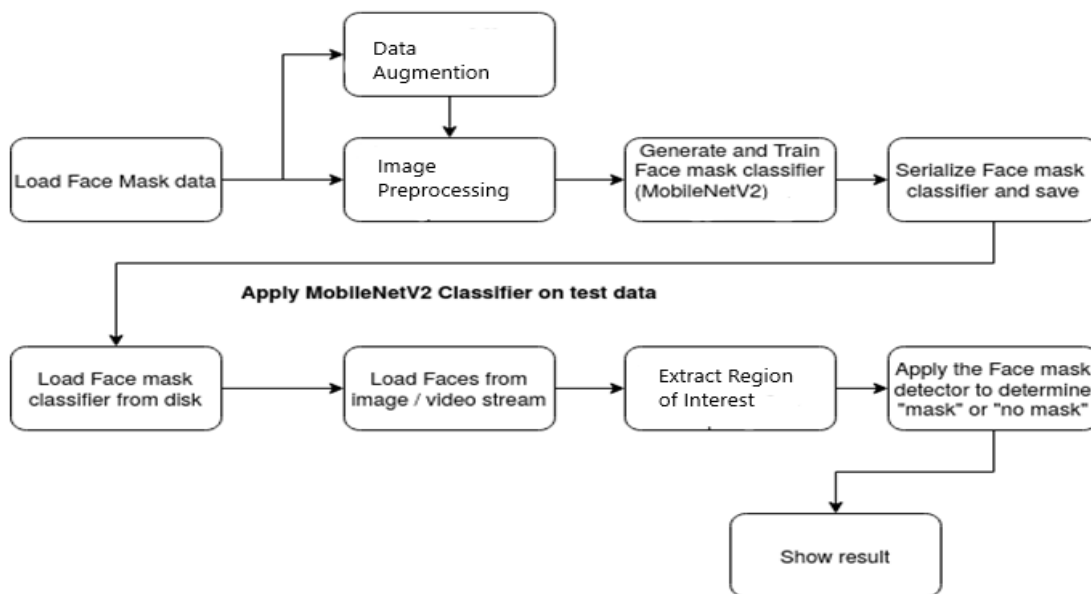 Data
Augmention
Load Face Mask data
Image
Preprocessing
Generate and Train
Face mask classifier
(MobileNetV2)
Serialize Face mask
classifier and save
Apply MobileNetV2 Classifier on test data
Load Face mask
classifier from disk
Load Faces from
image / video stream
Extract Region
of Interest
Apply the Face mask
detector to determine
"mask" or "no mask"
Show result